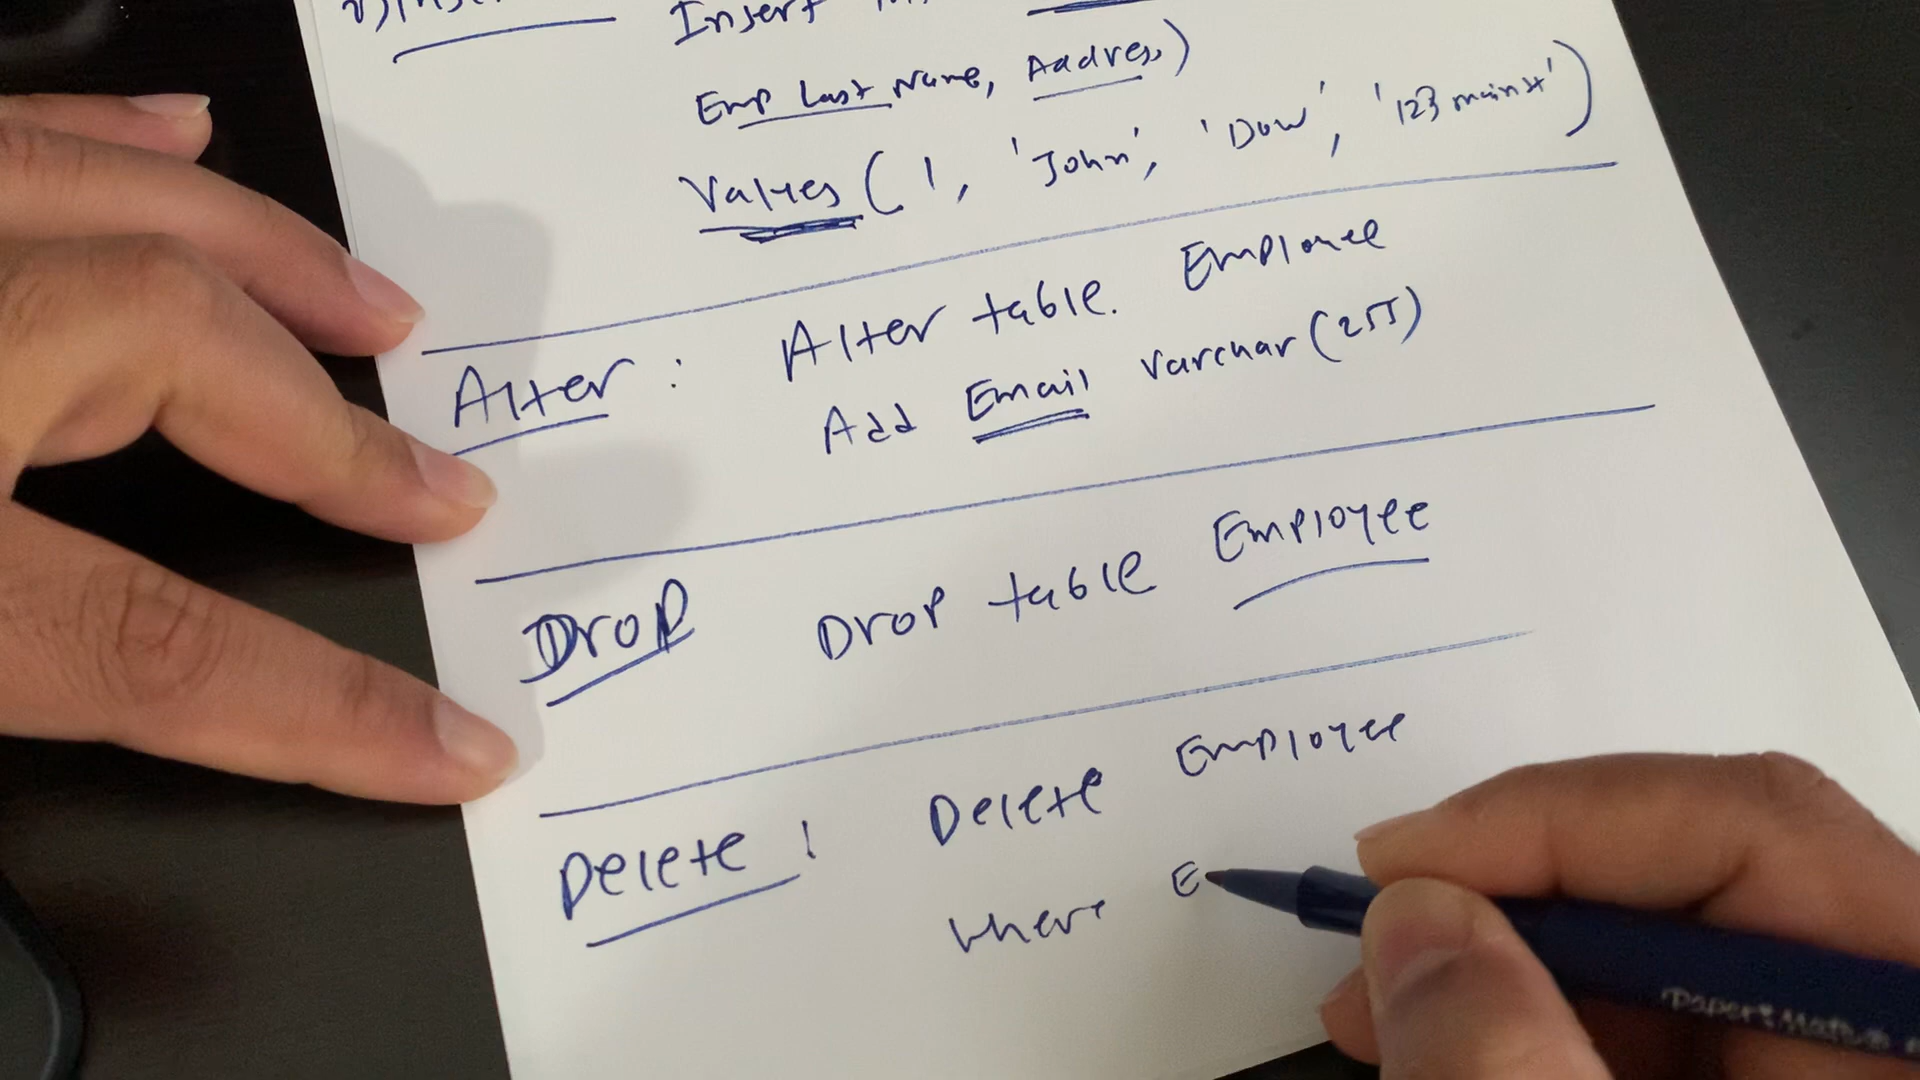 Insert
Emp Last Name, Address)
Values ( 1, 'John', 'Dow', '123 main st')
Alter : Alter table. Employee
Add Email varchar(255)
Drop Drop table Employee
Delete : Delete Employee
where E
PaperMate